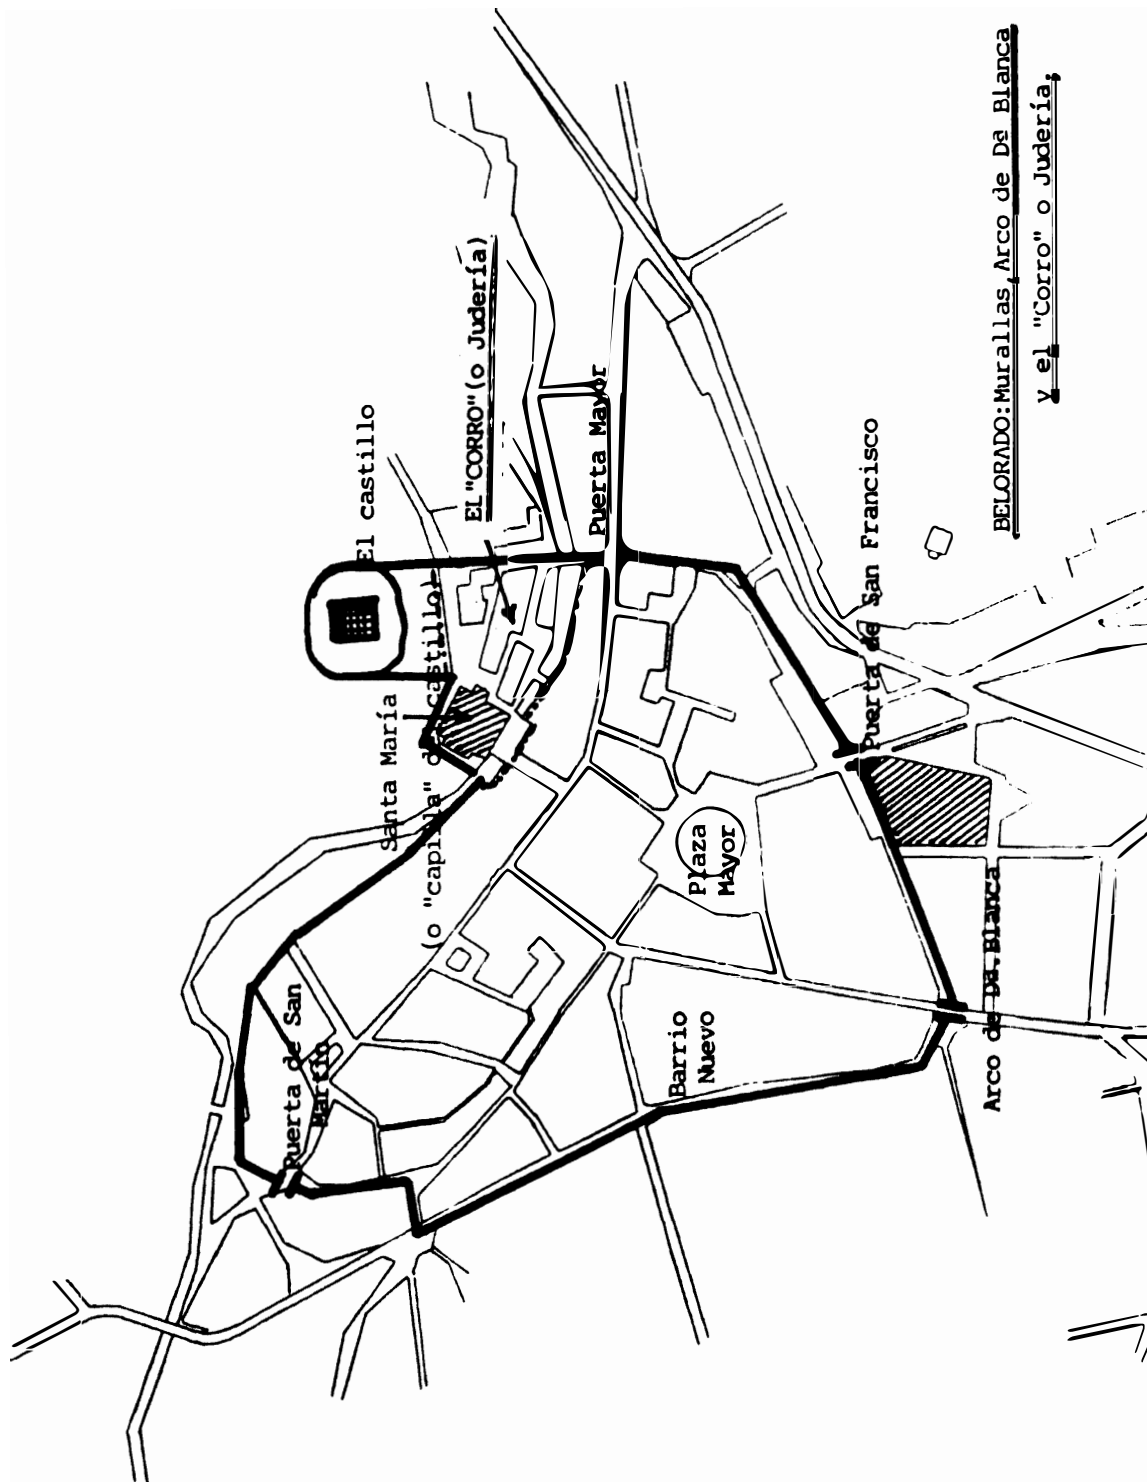 BELORADO:Murallas,Arco de Dª Blanca
y el "Corro" o Judería.
El castillo
EL"CORRO"(o Judería)
Santa María
(o "capilla" del castillo)
Puerta Mayor
Puerta de San Francisco
Plaza
Mayor
Puerta de San
Martín
Barrio
Nuevo
Arco de Dª.Blanca